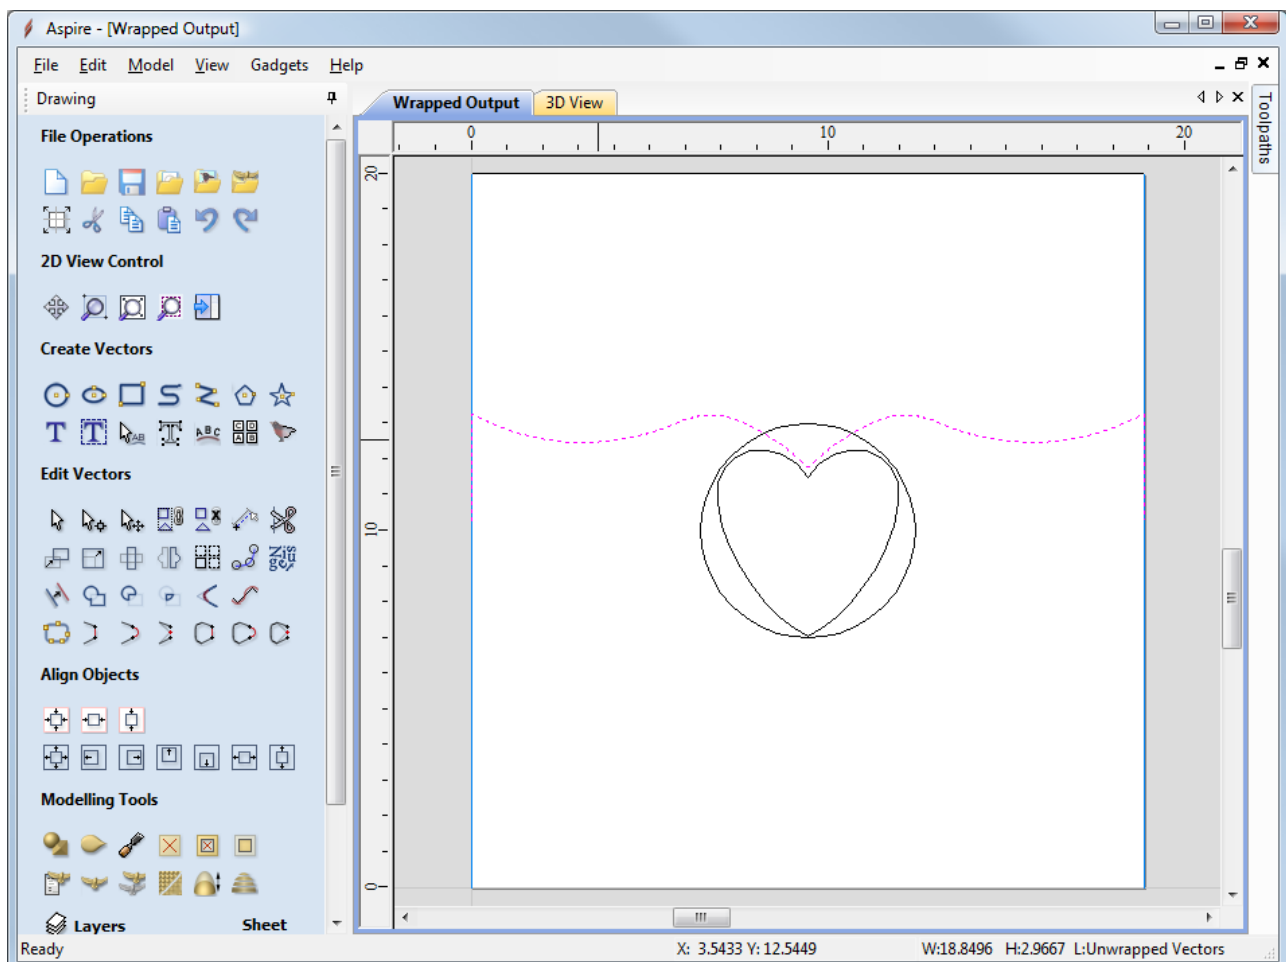 Aspire - [Wrapped Output]
File Edit Model View Gadgets Help
Drawing
Wrapped Output 3D View
Toolpaths
File Operations
0 10 20
20
10
0
2D View Control
Create Vectors
Edit Vectors
Align Objects
Modelling Tools
Layers Sheet
Ready X: 3.5433 Y: 12.5449 W:18.8496 H:2.9667 L:Unwrapped Vectors